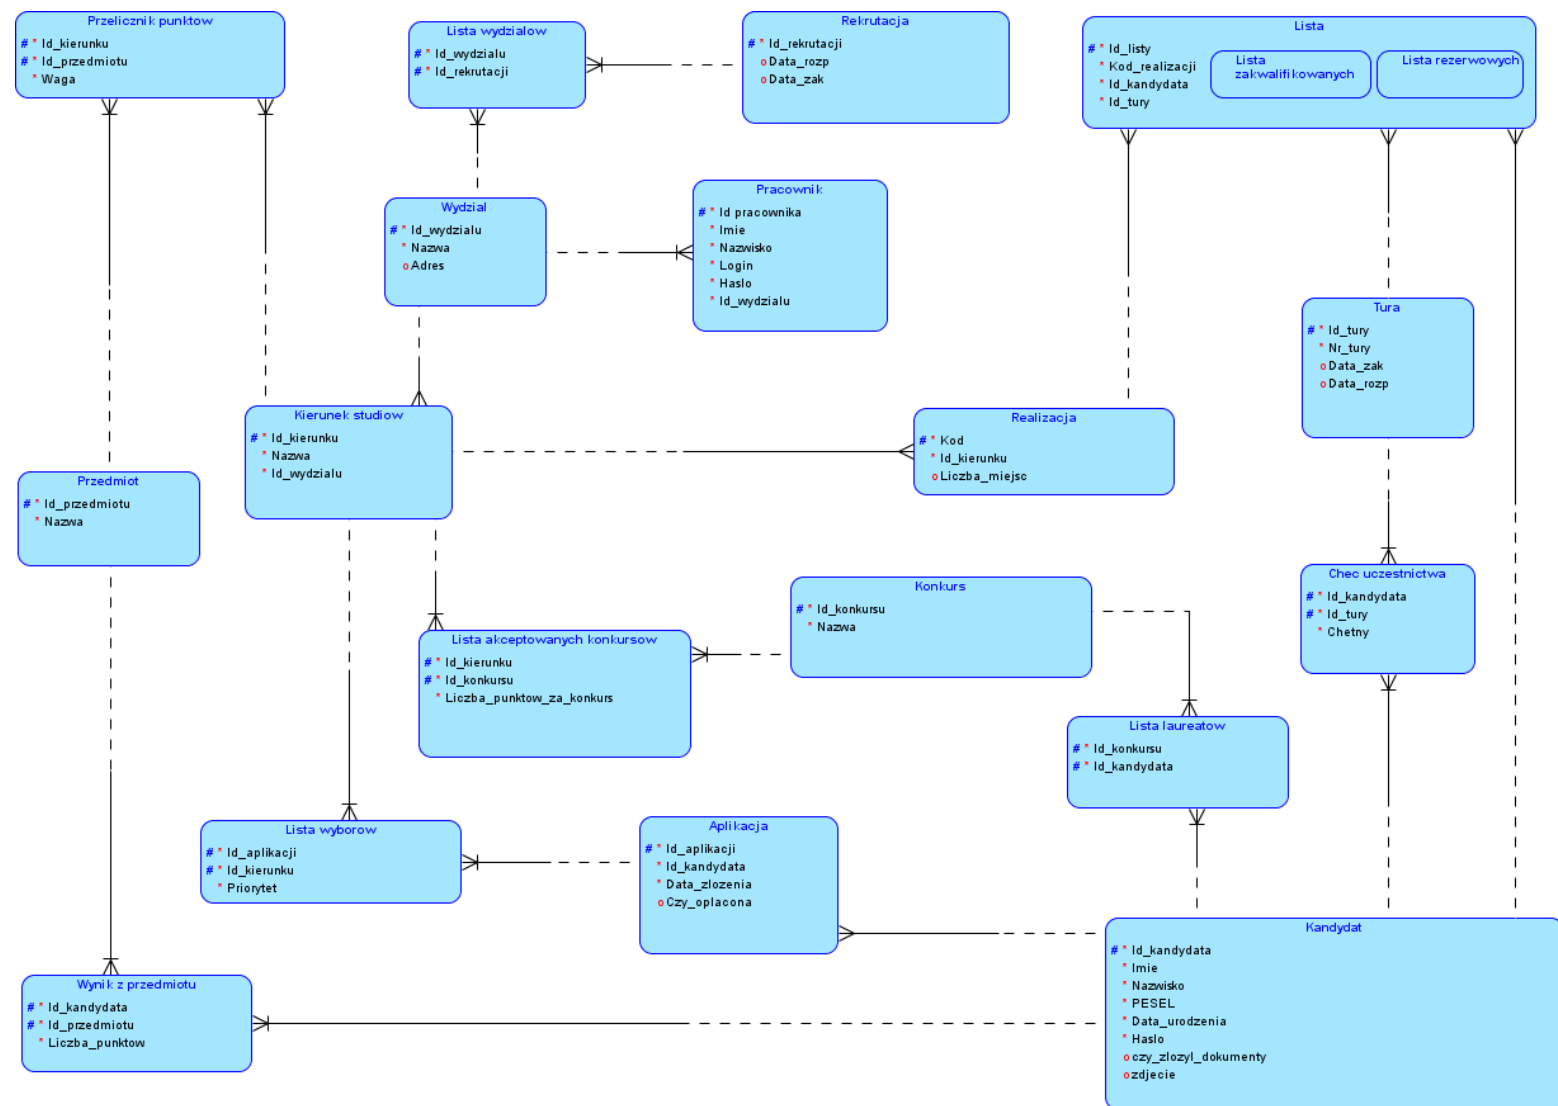 Przelicznik punktow
# * Id_kierunku
# * Id_przedmiotu
* Waga
Lista wydzialow
# * Id_wydzialu
# * Id_rekrutacji
Rekrutacja
# * Id_rekrutacji
o Data_rozp
o Data_zak
Lista
# * Id_listy
* Kod_realizacji
* Id_kandydata
* Id_tury
Lista
zakwalifikowanych
Lista rezerwowych
Wydzial
# * Id_wydzialu
* Nazwa
o Adres
Pracownik
# * Id pracownika
* Imie
* Nazwisko
* Login
* Haslo
* Id_wydzialu
Tura
# * Id_tury
* Nr_tury
o Data_zak
o Data_rozp
Kierunek studiow
# * Id_kierunku
* Nazwa
* Id_wydzialu
Realizacja
# * Kod
* Id_kierunku
o Liczba_miejsc
Przedmiot
# * Id_przedmiotu
* Nazwa
Chec uczestnictwa
# * Id_kandydata
# * Id_tury
* Chetny
Konkurs
# * Id_konkursu
* Nazwa
Lista akceptowanych konkursow
# * Id_kierunku
# * Id_konkursu
* Liczba_punktow_za_konkurs
Lista laureatow
# * Id_konkursu
# * Id_kandydata
Lista wyborow
# * Id_aplikacji
# * Id_kierunku
* Priorytet
Aplikacja
# * Id_aplikacji
* Id_kandydata
* Data_zlozenia
o Czy_oplacona
Kandydat
# * Id_kandydata
* Imie
* Nazwisko
* PESEL
* Data_urodzenia
* Haslo
o czy_zlozyl_dokumenty
o zdjecie
Wynik z przedmiotu
# * Id_kandydata
# * Id_przedmiotu
* Liczba_punktow